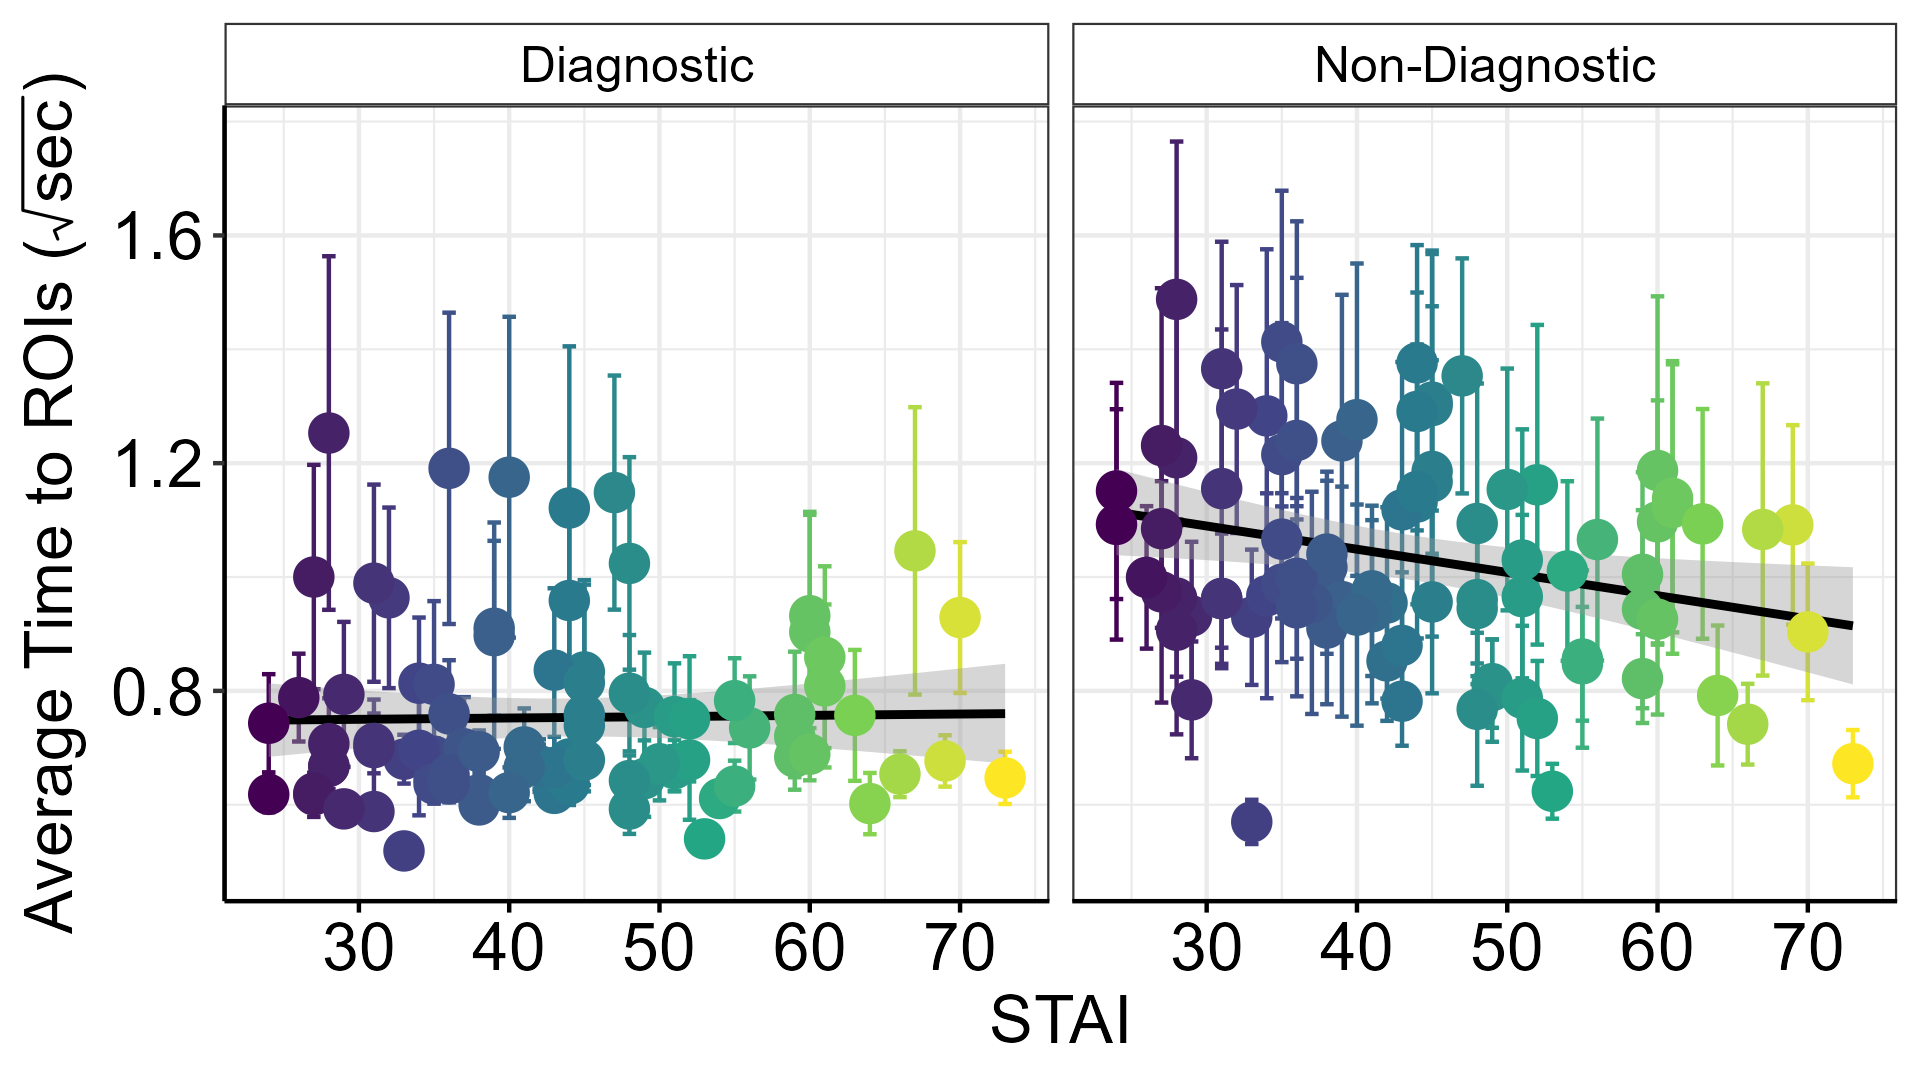 Diagnostic
Non-Diagnostic
Average Time to ROIs (√sec)
1.6
1.2
0.8
30 40 50 60 70
30 40 50 60 70
STAI